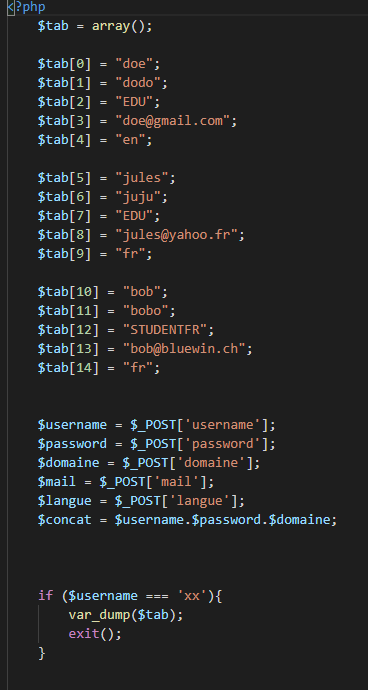 <?php
$tab = array();
$tab[0] = "doe";
$tab[1] = "dodo";
$tab[2] = "EDU";
$tab[3] = "doe@gmail.com";
$tab[4] = "en";
$tab[5] = "jules";
$tab[6] = "juju";
$tab[7] = "EDU";
$tab[8] = "jules@yahoo.fr";
$tab[9] = "fr";
$tab[10] = "bob";
$tab[11] = "bobo";
$tab[12] = "STUDENTFR";
$tab[13] = "bob@bluewin.ch";
$tab[14] = "fr";
$username = $_POST['username'];
$password = $_POST['password'];
$domaine = $_POST['domaine'];
$mail = $_POST['mail'];
$langue = $_POST['langue'];
$concat = $username.$password.$domaine;
if ($username === 'xx'){
var_dump($tab);
exit();
}